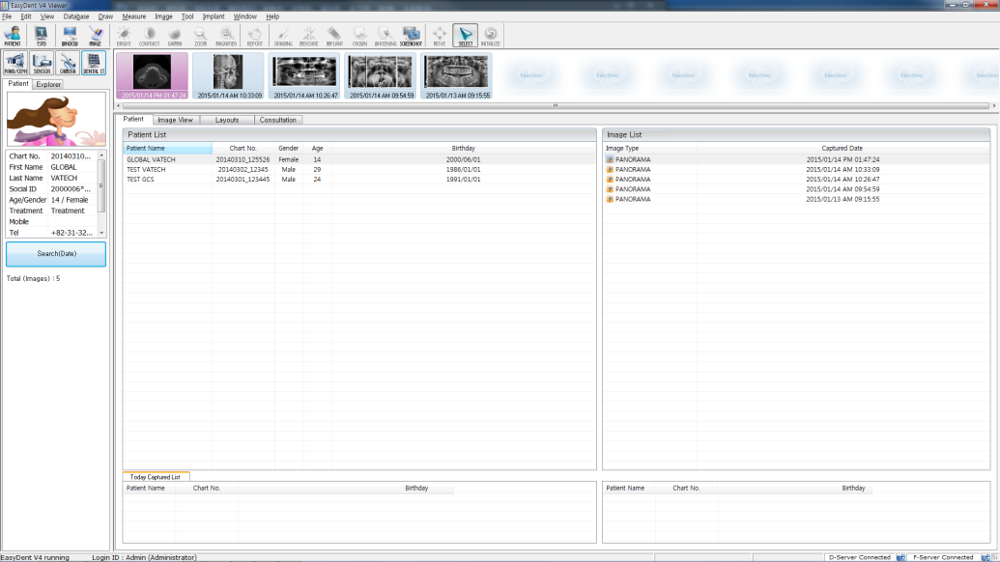 EasyDent V4 Viewer
File Edit View Database Draw Measure Image Tool Implant Window Help
PATIENT TSFD WINDOW IMAGE BRIGHT CONTRAST GAMMA ZOOM MAGNIFIER REPORT DRAWING MEASURE IMPLANT CROWN WHITENING SCREENSHOT MOVE SELECT INITIALIZE
PANO/CEPH SENSOR CAMERA DENTAL CT
2015/01/14 PM 01:47:24 2015/01/14 AM 10:33:09 2015/01/14 AM 10:26:47 2015/01/14 AM 09:54:59 2015/01/13 AM 09:15:55
EasyDent EasyDent EasyDent EasyDent EasyDent EasyDent
Patient Explorer
Chart No. 20140310...
First Name GLOBAL
Last Name VATECH
Social ID 2000006*...
Age/Gender 14 / Female
Treatment Treatment
Mobile
Tel +82-31-32...
Search(Date)
Total (Images) : 5
Patient Image View Layouts Consultation
Patient List
Patient Name Chart No. Gender Age Birthday
GLOBAL VATECH 20140310_125526 Female 14 2000/06/01
TEST VATECH 20140302_12345 Male 29 1986/01/01
TEST GCS 20140301_123445 Male 24 1991/01/01
Image List
Image Type Captured Date
PANORAMA 2015/01/14 PM 01:47:24
PANORAMA 2015/01/14 AM 10:33:09
PANORAMA 2015/01/14 AM 10:26:47
PANORAMA 2015/01/14 AM 09:54:59
PANORAMA 2015/01/13 AM 09:15:55
Today Captured List
Patient Name Chart No. Birthday
Patient Name Chart No. Birthday
EasyDent V4 running Login ID : Admin (Administrator) D-Server Connected F-Server Connected